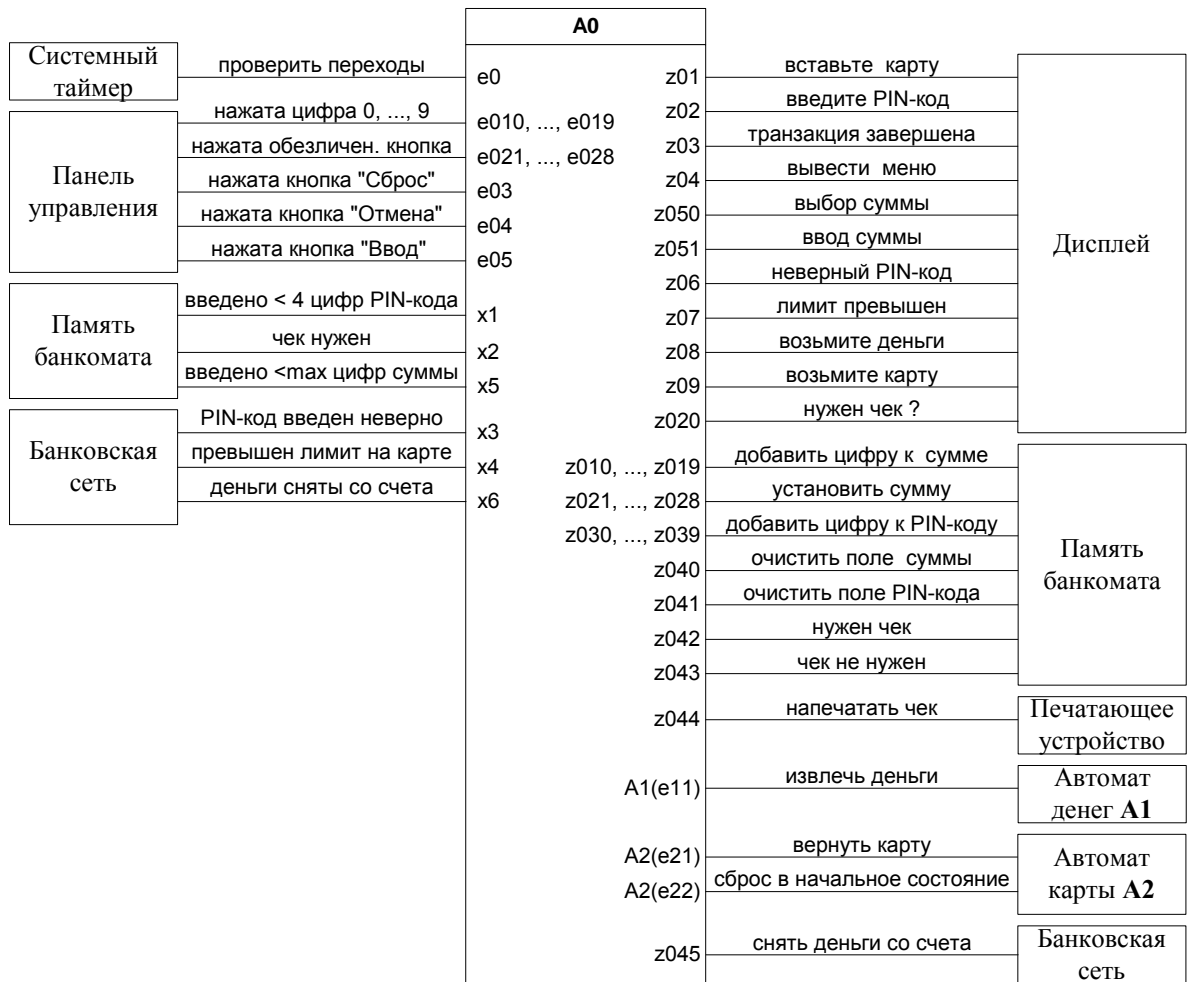 A0
Системный
таймер
проверить переходы
e0
Панель
управления
нажата цифра 0, ..., 9
e010, ..., e019
нажата обезличен. кнопка
e021, ..., e028
нажата кнопка "Сброс"
e03
нажата кнопка "Отмена"
e04
нажата кнопка "Ввод"
e05
Память
банкомата
введено < 4 цифр PIN-кода
x1
чек нужен
x2
введено <max цифр суммы
x5
Банковская
сеть
PIN-код введен неверно
x3
превышен лимит на карте
x4
деньги сняты со счета
x6
z01
вставьте карту
z02
введите PIN-код
z03
транзакция завершена
z04
вывести меню
z050
выбор суммы
z051
ввод суммы
z06
неверный PIN-код
z07
лимит превышен
z08
возьмите деньги
z09
возьмите карту
z020
нужен чек ?
Дисплей
z010, ..., z019
добавить цифру к сумме
z021, ..., z028
установить сумму
z030, ..., z039
добавить цифру к PIN-коду
z040
очистить поле суммы
z041
очистить поле PIN-кода
z042
нужен чек
z043
чек не нужен
Память
банкомата
z044
напечатать чек
Печатающее
устройство
A1(e11)
извлечь деньги
Автомат
денег A1
A2(e21)
вернуть карту
A2(e22)
сброс в начальное состояние
Автомат
карты A2
z045
снять деньги со счета
Банковская
сеть